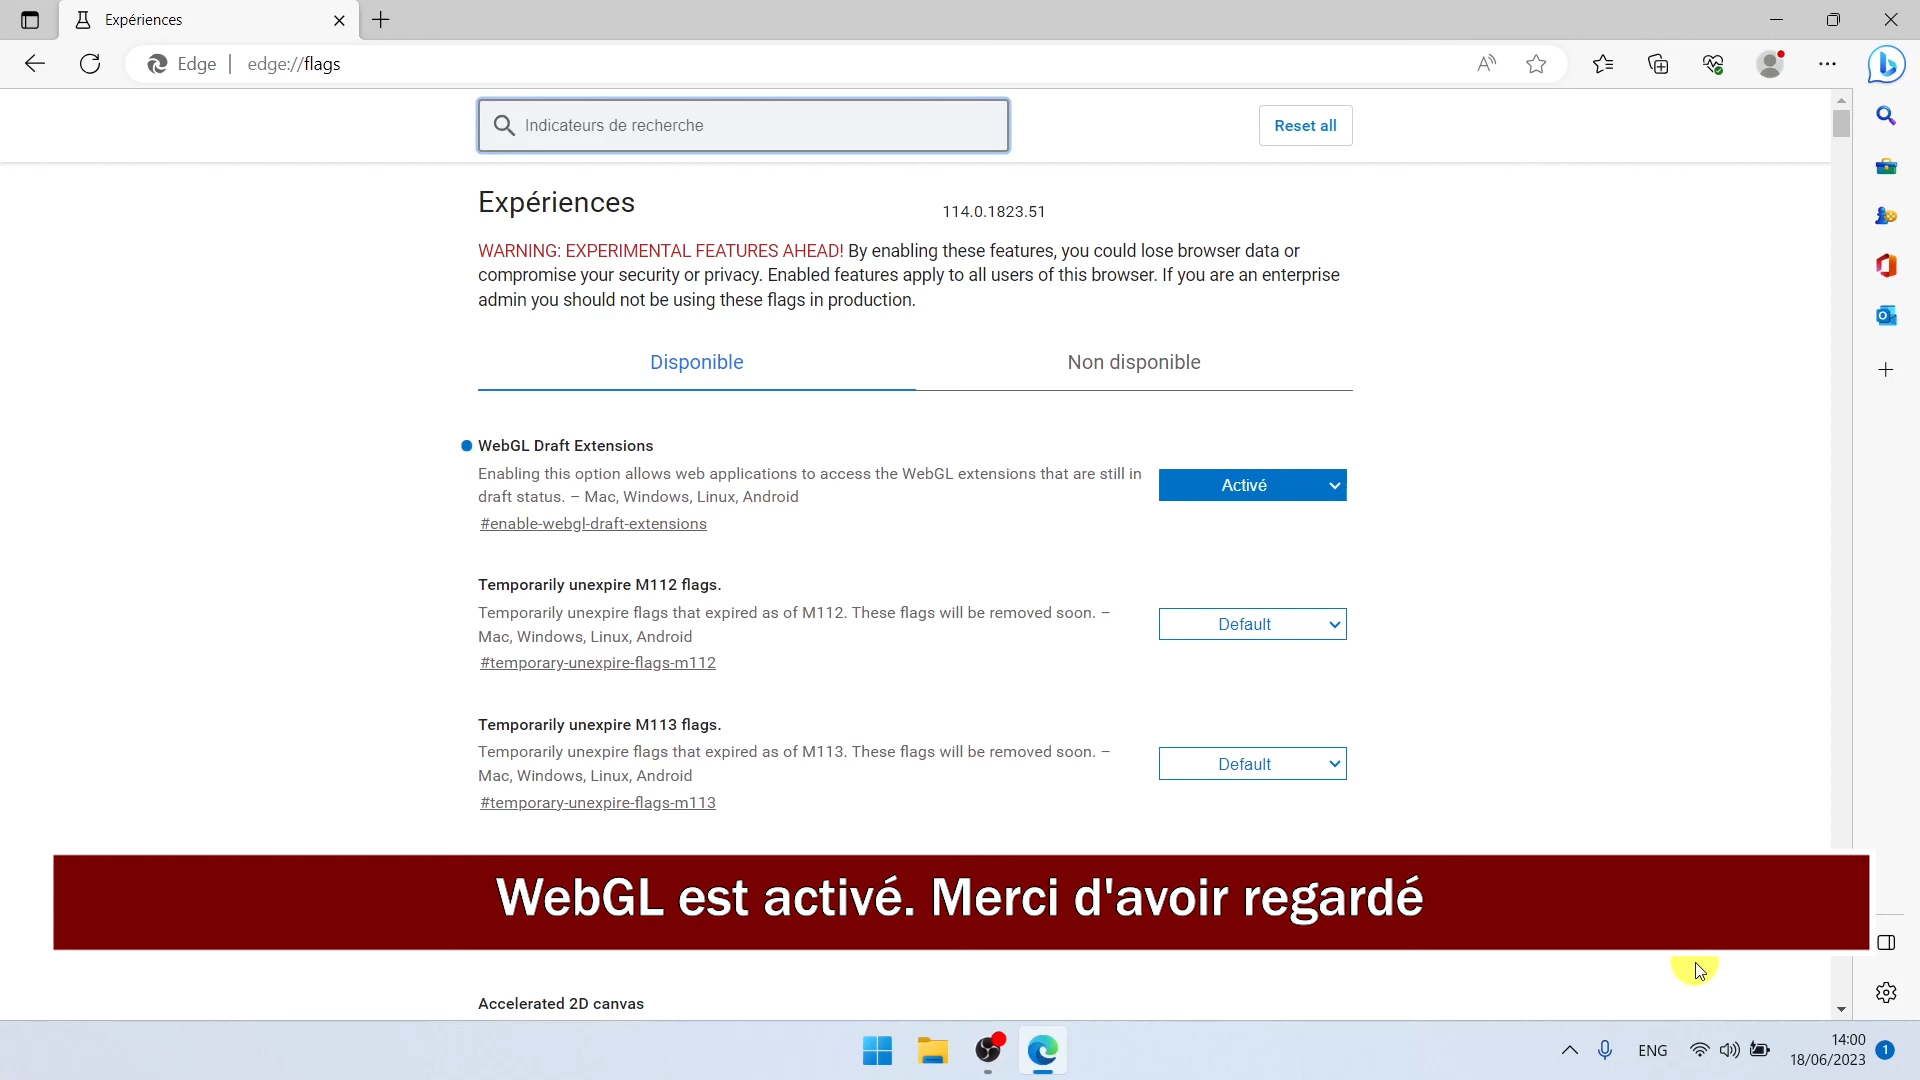 Expériences
Edge | edge://flags
Indicateurs de recherche
Reset all
Expériences
114.0.1823.51
WARNING: EXPERIMENTAL FEATURES AHEAD! By enabling these features, you could lose browser data or
compromise your security or privacy. Enabled features apply to all users of this browser. If you are an enterprise
admin you should not be using these flags in production.
Disponible
Non disponible
WebGL Draft Extensions
Enabling this option allows web applications to access the WebGL extensions that are still in
draft status. – Mac, Windows, Linux, Android
#enable-webgl-draft-extensions
Activé
Temporarily unexpire M112 flags.
Temporarily unexpire flags that expired as of M112. These flags will be removed soon. –
Mac, Windows, Linux, Android
#temporary-unexpire-flags-m112
Default
Temporarily unexpire M113 flags.
Temporarily unexpire flags that expired as of M113. These flags will be removed soon. –
Mac, Windows, Linux, Android
#temporary-unexpire-flags-m113
Default
WebGL est activé. Merci d'avoir regardé
Accelerated 2D canvas
ENG
14:00
18/06/2023
1